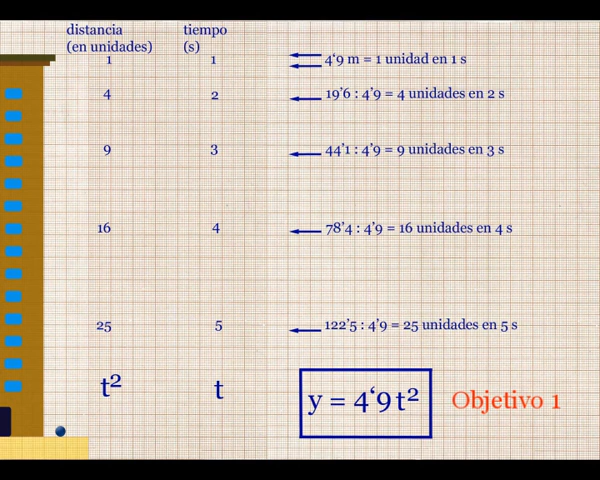 distancia tiempo
(en unidades) (s)
1 1 4‘9 m = 1 unidad en 1 s
4 2 19’6 : 4’9 = 4 unidades en 2 s
9 3 44’1 : 4’9 = 9 unidades en 3 s
16 4 78’4 : 4’9 = 16 unidades en 4 s
25 5 122’5 : 4’9 = 25 unidades en 5 s
t² t y = 4‘9 t² Objetivo 1